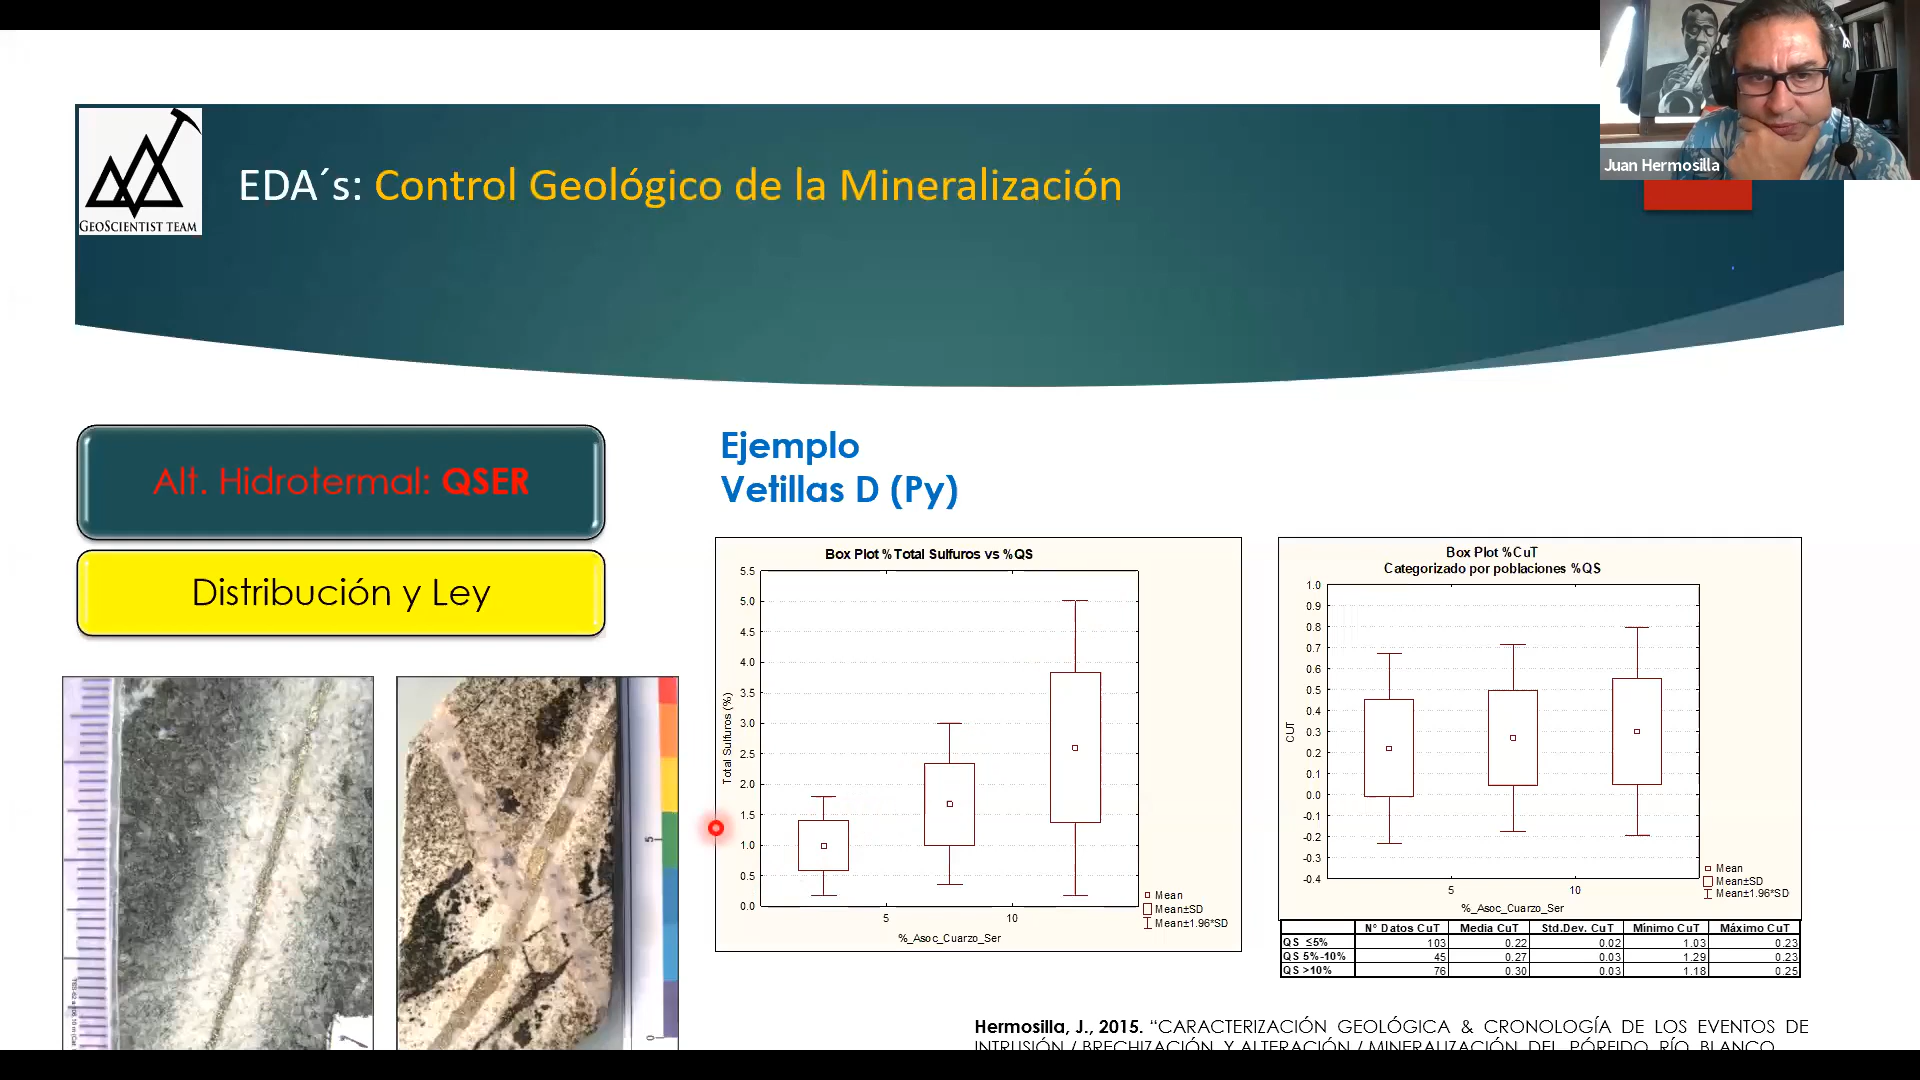 Juan Hermosilla
GEOSCIENTIST TEAM
EDA´s: Control Geológico de la Mineralización
Alt. Hidrotermal: QSER
Distribución y Ley
Ejemplo
Vetillas D (Py)
Box Plot %Total Sulfuros vs %QS
5.5
5.0
4.5
4.0
3.5
3.0
2.5
2.0
1.5
1.0
0.5
0.0
Total Sulfuros (%)
5
10
%_Asoc_Cuarzo_Ser
Mean
Mean±SD
Mean±1.96*SD
Box Plot %CuT
Categorizado por poblaciones %QS
1.0
0.9
0.8
0.7
0.6
0.5
0.4
0.3
0.2
0.1
0.0
-0.1
-0.2
-0.3
-0.4
CUT
5
10
%_Asoc_Cuarzo_Ser
Mean
Mean±SD
Mean±1.96*SD
N° Datos CuT Media CuT Std.Dev. CuT Mínimo CuT Máximo CuT
QS ≤5% 103 0.22 0.02 1.03 0.23
QS 5%-10% 45 0.27 0.03 1.29 0.23
QS >10% 76 0.30 0.03 1.18 0.25
5
0
Hermosilla, J., 2015. “CARACTERIZACIÓN GEOLÓGICA & CRONOLOGÍA DE LOS EVENTOS DE
INTRUSIÓN / BRECHIZACIÓN Y ALTERACIÓN / MINERALIZACIÓN DEL PÓRFIDO RÍO BLANCO